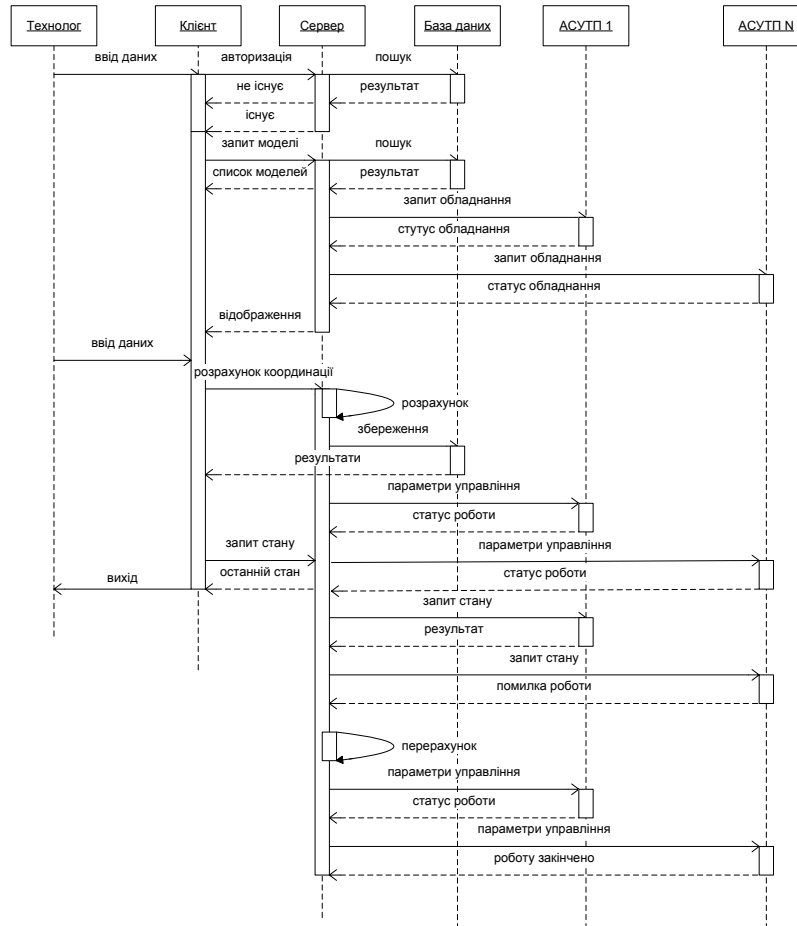 Технолог
Клієнт
Сервер
База даних
АСУТП 1
АСУТП N
ввід даних
авторизація
пошук
не існує
результат
існує
запит моделі
пошук
список моделей
результат
запит обладнання
стутус обладнання
запит обладнання
статус обладнання
відображення
ввід даних
розрахунок координації
розрахунок
збереження
результати
параметри управління
статус роботи
запит стану
параметри управління
вихід
останній стан
статус роботи
запит стану
результат
запит стану
помилка роботи
перерахунок
параметри управління
статус роботи
параметри управління
роботу закінчено